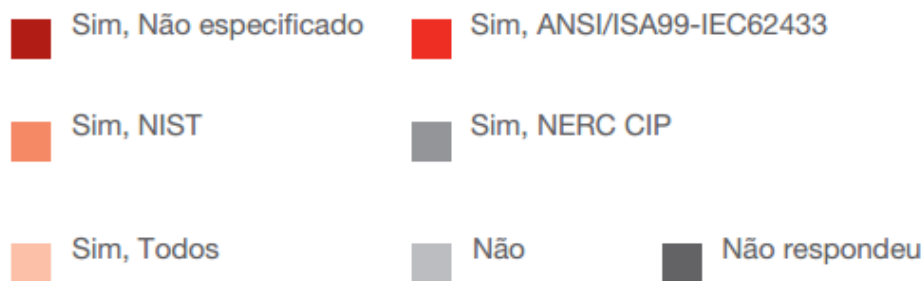 Sim, Não especificado
Sim, ANSI/ISA99-IEC62433
Sim, NIST
Sim, NERC CIP
Sim, Todos
Não
Não respondeu